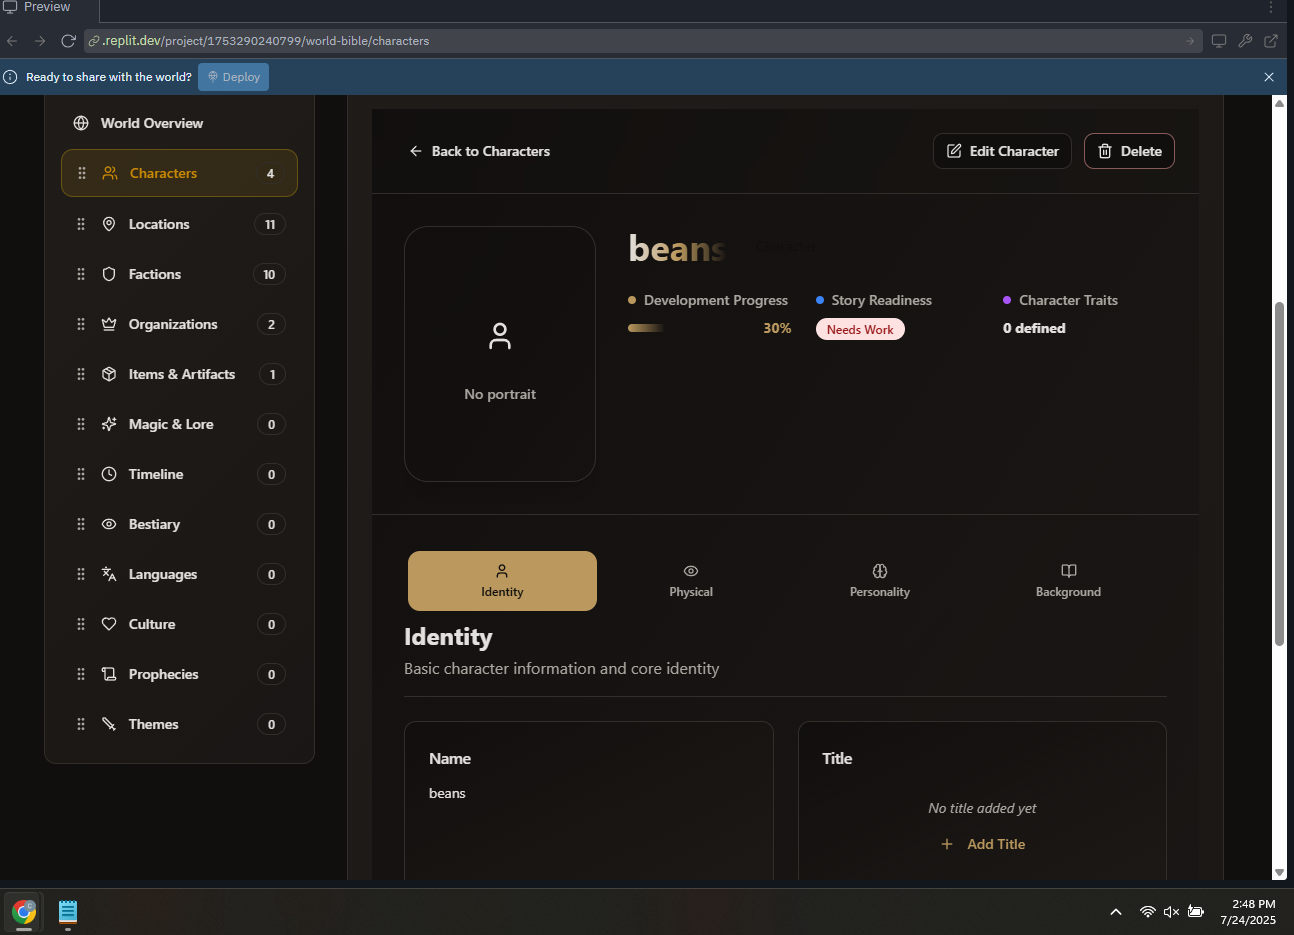 Preview
.replit.dev/project/1753290240799/world-bible/characters
Ready to share with the world?
Deploy
World Overview
Characters 4
Locations 11
Factions 10
Organizations 2
Items & Artifacts 1
Magic & Lore 0
Timeline 0
Bestiary 0
Languages 0
Culture 0
Prophecies 0
Themes 0
Back to Characters
Edit Character
Delete
No portrait
beans
Development Progress
30%
Story Readiness
Needs Work
Character Traits
0 defined
Identity
Physical
Personality
Background
Identity
Basic character information and core identity
Name
beans
Title
No title added yet
+ Add Title
2:48 PM
7/24/2025